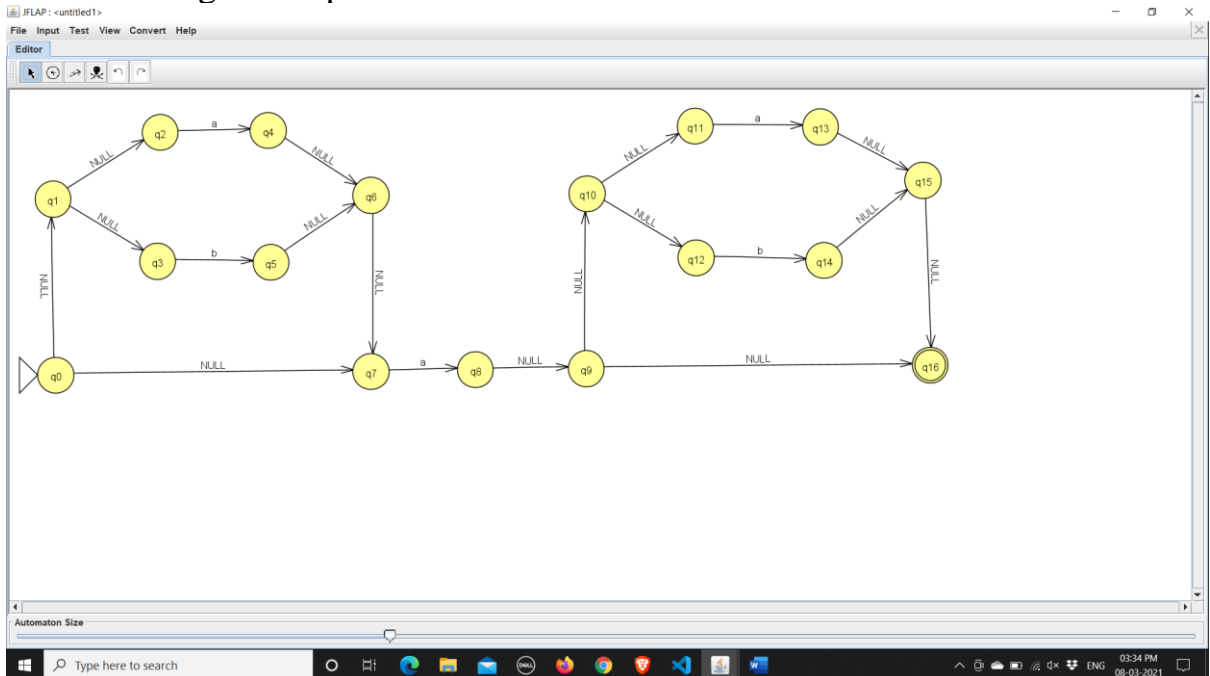 JFLAP : <untitled1>
File Input Test View Convert Help
Editor
q2 a q4
q11 a q13
NULL NULL
NULL NULL
q1 q6
q10 q15
NULL NULL
NULL NULL
q3 b q5
q12 b q14
NULL NULL NULL NULL
q0 NULL q7 a q8 NULL q9 NULL q16
Automaton Size
Type here to search
DELL
W
ENG
03:34 PM
08-03-2021